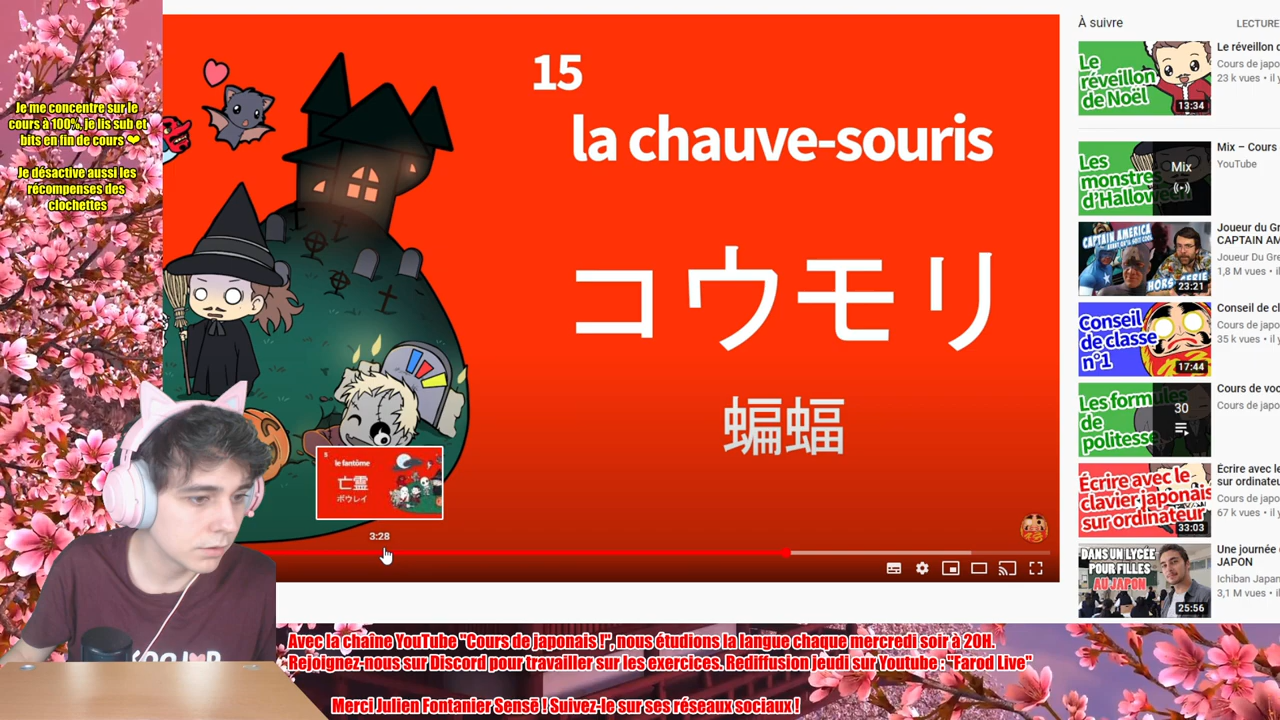 Je me concentre sur le
cours à 100%, je lis sub et
bits en fin de cours ❤
Je désactive aussi les
récompenses des
clochettes
15
la chauve-souris
コウモリ
蝙蝠
5
le fantôme
亡霊
ボウレイ
3:28
À suivre
LECTURE
Le
réveillon
de Noël
13:34
Le réveillon d
Cours de japo
23 k vues • il y
Les
monstres
d'Halloween
Mix
Mix – Cours
YouTube
CAPTAIN AMERICA
HORS-SERIE
23:21
Joueur du Gr
CAPTAIN AM
Joueur Du Gre
1,8 M vues • il
Conseil
de classe
n°1
17:44
Conseil de cl
Cours de japo
35 k vues • il y
Les formules
de
politesse
30
Cours de voc
Cours de japo
Écrire avec le
clavier japonais
sur ordinateur
33:03
Écrire avec le
sur ordinateu
Cours de japo
67 k vues • il y
DANS UN LYCÉE
POUR FILLES
AU JAPON
25:56
Une journée
JAPON
Ichiban Japan
3,1 M vues • il
Avec la chaîne YouTube "Cours de japonais !", nous étudions la langue chaque mercredi soir à 20H.
Rejoignez-nous sur Discord pour travailler sur les exercices. Rediffusion jeudi sur Youtube : "Farod Live"
Merci Julien Fontanier Sensē ! Suivez-le sur ses réseaux sociaux !